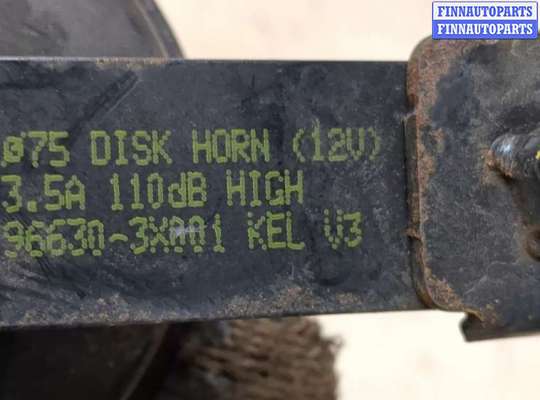 FINNAUTOPARTS
FINNAUTOPARTS
ø75 DISK HORN (12V)
3.5A 110dB HIGH
96630-3X001 KEL V3